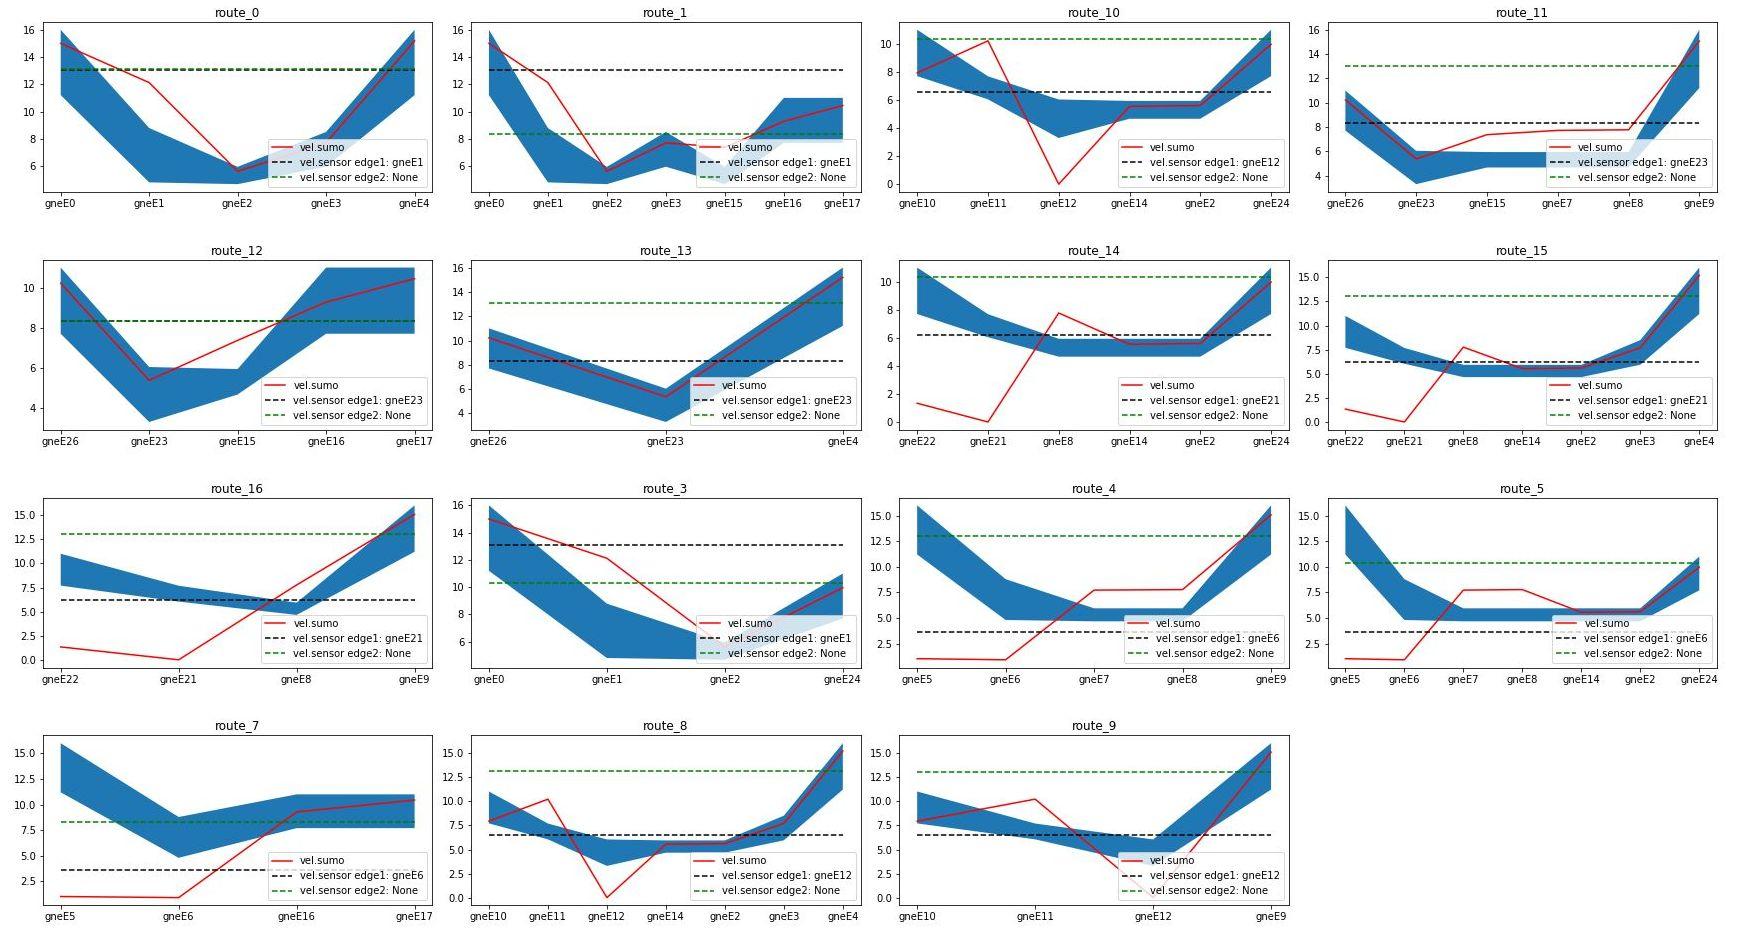 route_0
16
14
12
10
8
6
vel.sumo
vel.sensor edge1: gneE1
vel.sensor edge2: None
gneE0 gneE1 gneE2 gneE3 gneE4
route_1
16
14
12
10
8
6
vel.sumo
vel.sensor edge1: gneE1
vel.sensor edge2: None
gneE0 gneE1 gneE2 gneE3 gneE15 gneE16 gneE17
route_10
10
8
6
4
2
0
vel.sumo
vel.sensor edge1: gneE12
vel.sensor edge2: None
gneE10 gneE11 gneE12 gneE14 gneE2 gneE24
route_11
16
14
12
10
8
6
4
vel.sumo
vel.sensor edge1: gneE23
vel.sensor edge2: None
gneE26 gneE23 gneE15 gneE7 gneE8 gneE9
route_12
10
8
6
4
vel.sumo
vel.sensor edge1: gneE23
vel.sensor edge2: None
gneE26 gneE23 gneE15 gneE16 gneE17
route_13
16
14
12
10
8
6
4
vel.sumo
vel.sensor edge1: gneE23
vel.sensor edge2: None
gneE26 gneE23 gneE4
route_14
10
8
6
4
2
0
vel.sumo
vel.sensor edge1: gneE21
vel.sensor edge2: None
gneE22 gneE21 gneE8 gneE14 gneE2 gneE24
route_15
15.0
12.5
10.0
7.5
5.0
2.5
0.0
vel.sumo
vel.sensor edge1: gneE21
vel.sensor edge2: None
gneE22 gneE21 gneE8 gneE14 gneE2 gneE3 gneE4
route_16
15.0
12.5
10.0
7.5
5.0
2.5
0.0
vel.sumo
vel.sensor edge1: gneE21
vel.sensor edge2: None
gneE22 gneE21 gneE8 gneE9
route_3
16
14
12
10
8
6
vel.sumo
vel.sensor edge1: gneE1
vel.sensor edge2: None
gneE0 gneE1 gneE2 gneE24
route_4
15.0
12.5
10.0
7.5
5.0
2.5
vel.sumo
vel.sensor edge1: gneE6
vel.sensor edge2: None
gneE5 gneE6 gneE7 gneE8 gneE9
route_5
15.0
12.5
10.0
7.5
5.0
2.5
vel.sumo
vel.sensor edge1: gneE6
vel.sensor edge2: None
gneE5 gneE6 gneE7 gneE8 gneE14 gneE2 gneE24
route_7
15.0
12.5
10.0
7.5
5.0
2.5
vel.sumo
vel.sensor edge1: gneE6
vel.sensor edge2: None
gneE5 gneE6 gneE16 gneE17
route_8
15.0
12.5
10.0
7.5
5.0
2.5
0.0
vel.sumo
vel.sensor edge1: gneE12
vel.sensor edge2: None
gneE10 gneE11 gneE12 gneE14 gneE2 gneE3 gneE4
route_9
15.0
12.5
10.0
7.5
5.0
2.5
0.0
vel.sumo
vel.sensor edge1: gneE12
vel.sensor edge2: None
gneE10 gneE11 gneE12 gneE9